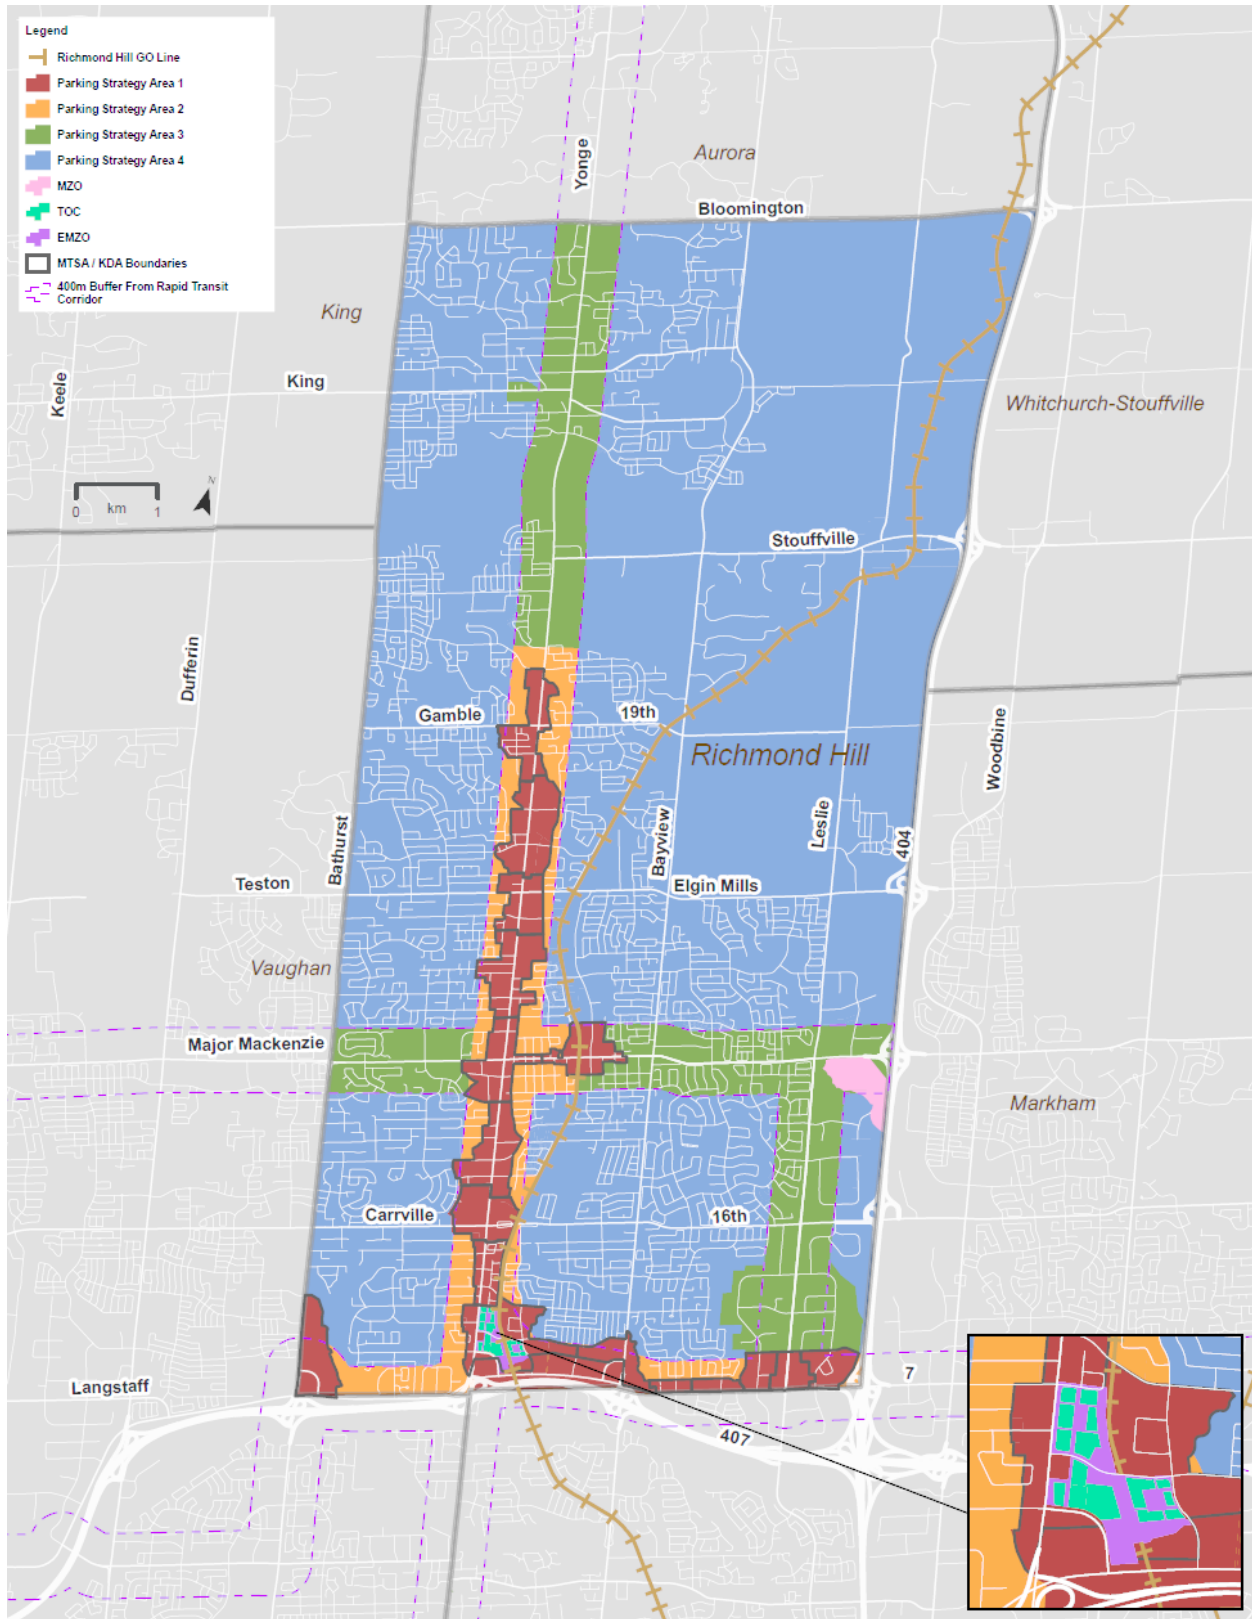 Legend
Richmond Hill GO Line
Parking Strategy Area 1
Parking Strategy Area 2
Parking Strategy Area 3
Parking Strategy Area 4
MZO
TOC
EMZO
MTSA / KDA Boundaries
400m Buffer From Rapid Transit
Corridor
Yonge
Aurora
Bloomington
King
King
Keele
Whitchurch-Stouffville
N
0 km 1
Stouffville
Dufferin
Gamble
19th
Richmond Hill
Woodbine
Bathurst
Bayview
Leslie
404
Teston
Elgin Mills
Vaughan
Major Mackenzie
Markham
Carrville
16th
Langstaff
7
407